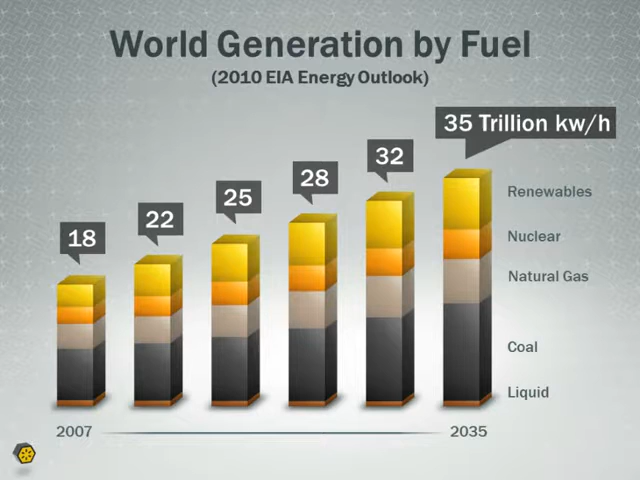 World Generation by Fuel
(2010 EIA Energy Outlook)
35 Trillion kw/h
32
28
25
22
18
Renewables
Nuclear
Natural Gas
Coal
Liquid
2007
2035